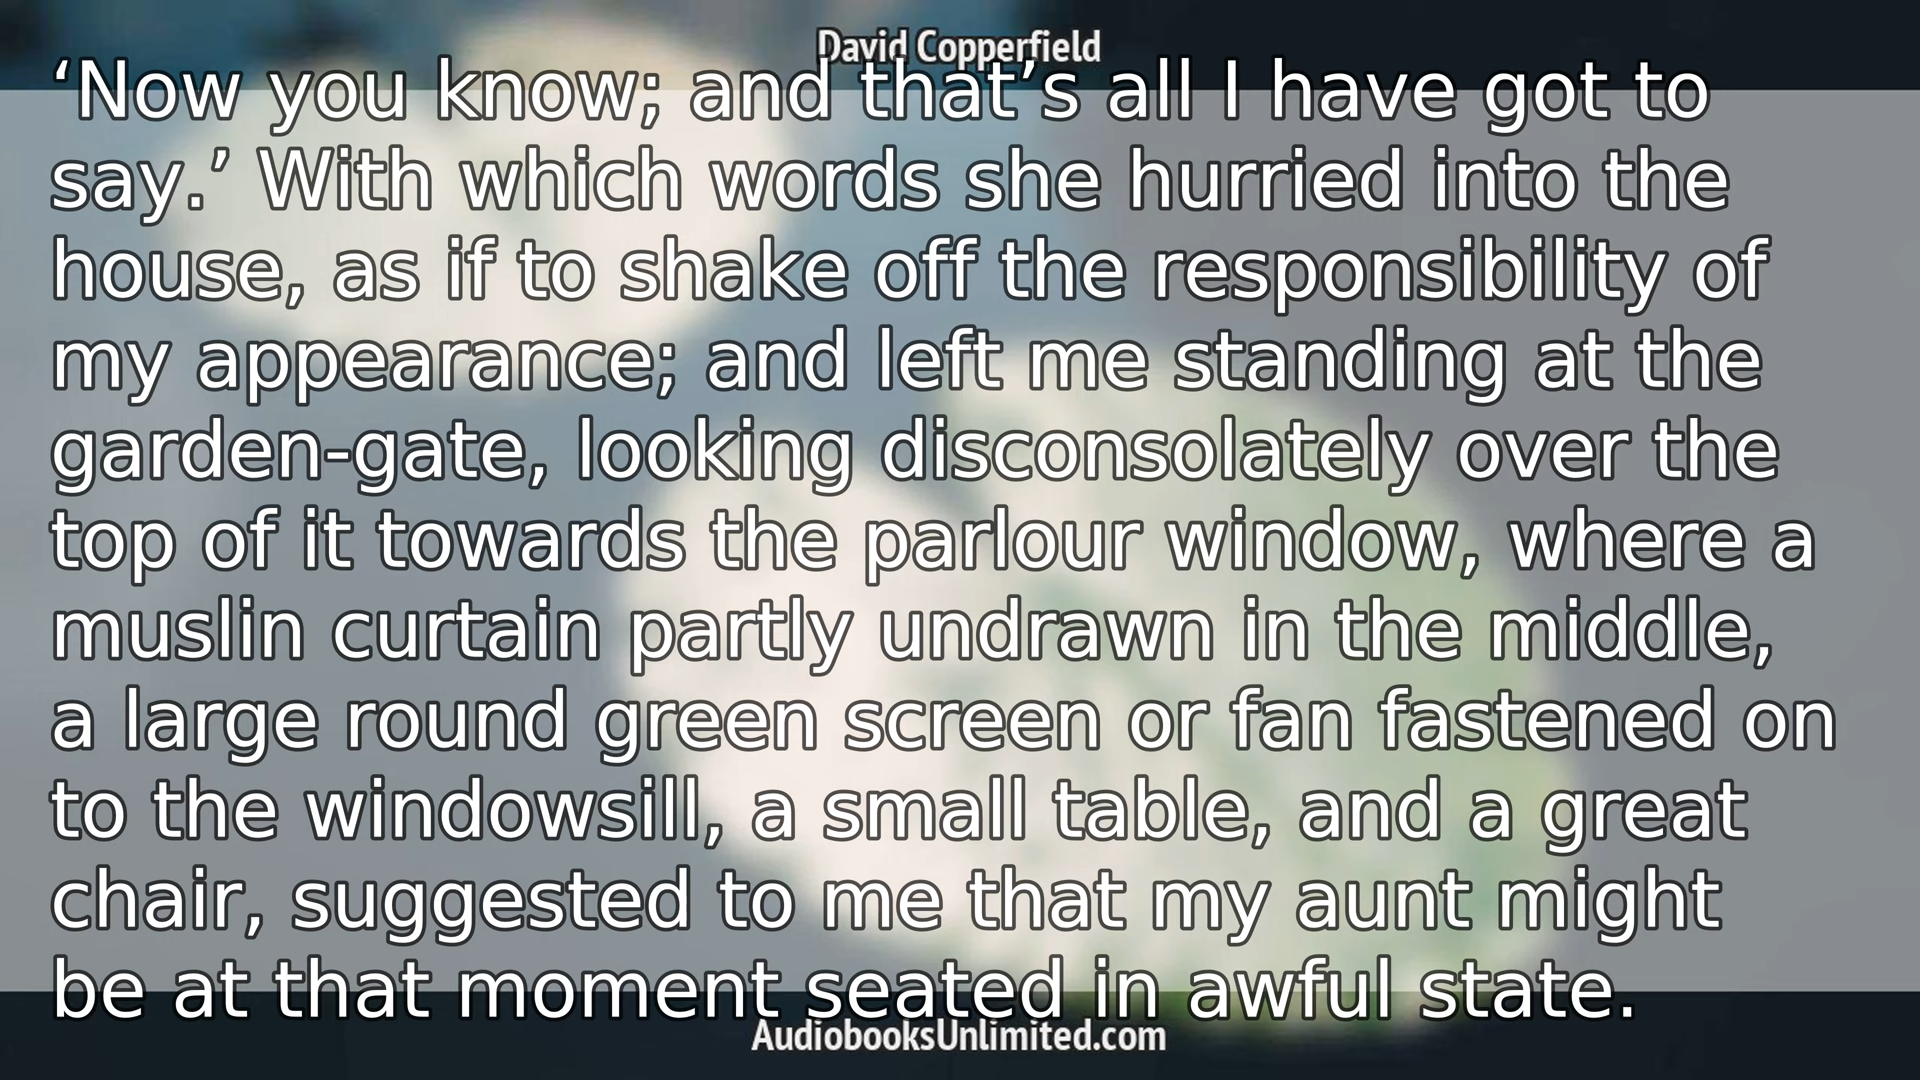 David Copperfield
‘Now you know; and that’s all I have got to
say.’ With which words she hurried into the
house, as if to shake off the responsibility of
my appearance; and left me standing at the
garden-gate, looking disconsolately over the
top of it towards the parlour window, where a
muslin curtain partly undrawn in the middle,
a large round green screen or fan fastened on
to the windowsill, a small table, and a great
chair, suggested to me that my aunt might
be at that moment seated in awful state.
AudiobooksUnlimited.com